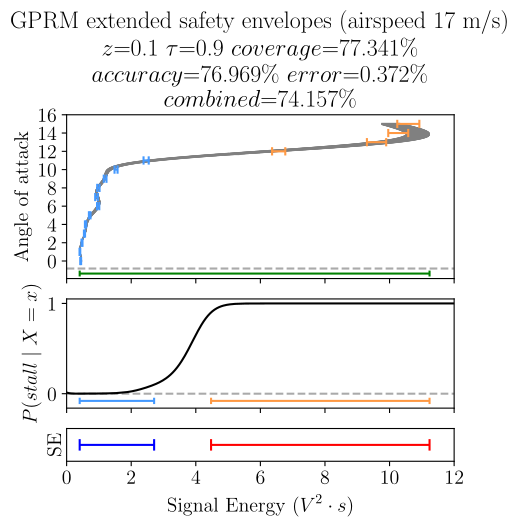 GPRM extended safety envelopes (airspeed 17 m/s)
z=0.1 τ=0.9 coverage=77.341%
accuracy=76.969% error=0.372%
combined=74.157%
Angle of attack
16
14
12
10
8
6
4
2
0
P(stall | X = x)
1
0
SE
0 2 4 6 8 10 12
Signal Energy (V² · s)